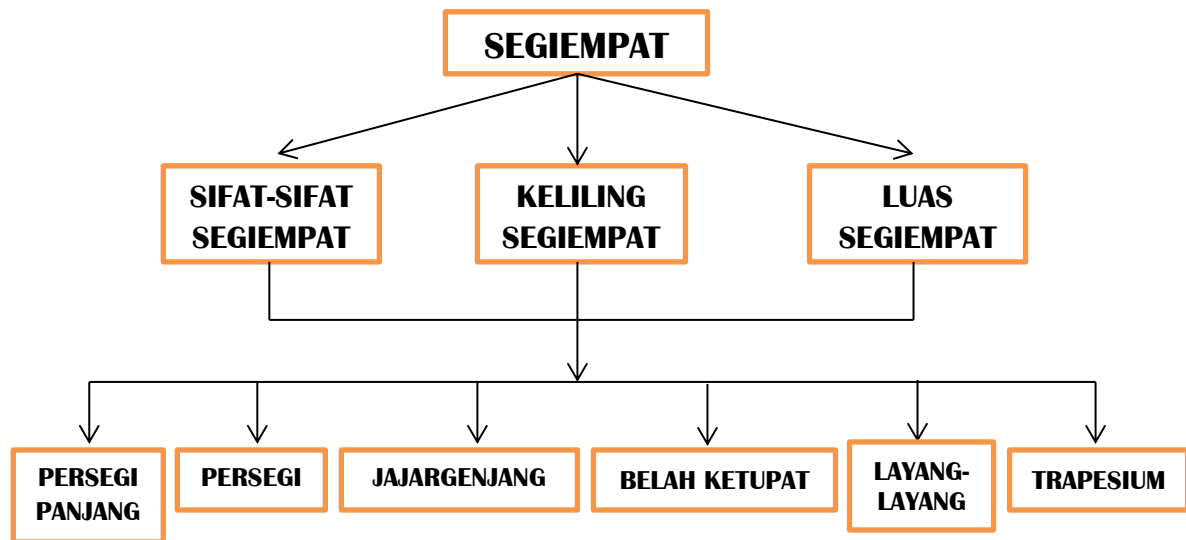 SEGIEMPAT
SIFAT-SIFAT
SEGIEMPAT
KELILING
SEGIEMPAT
LUAS
SEGIEMPAT
PERSEGI
PANJANG
PERSEGI
JAJARGENJANG
BELAH KETUPAT
LAYANG-
LAYANG
TRAPESIUM